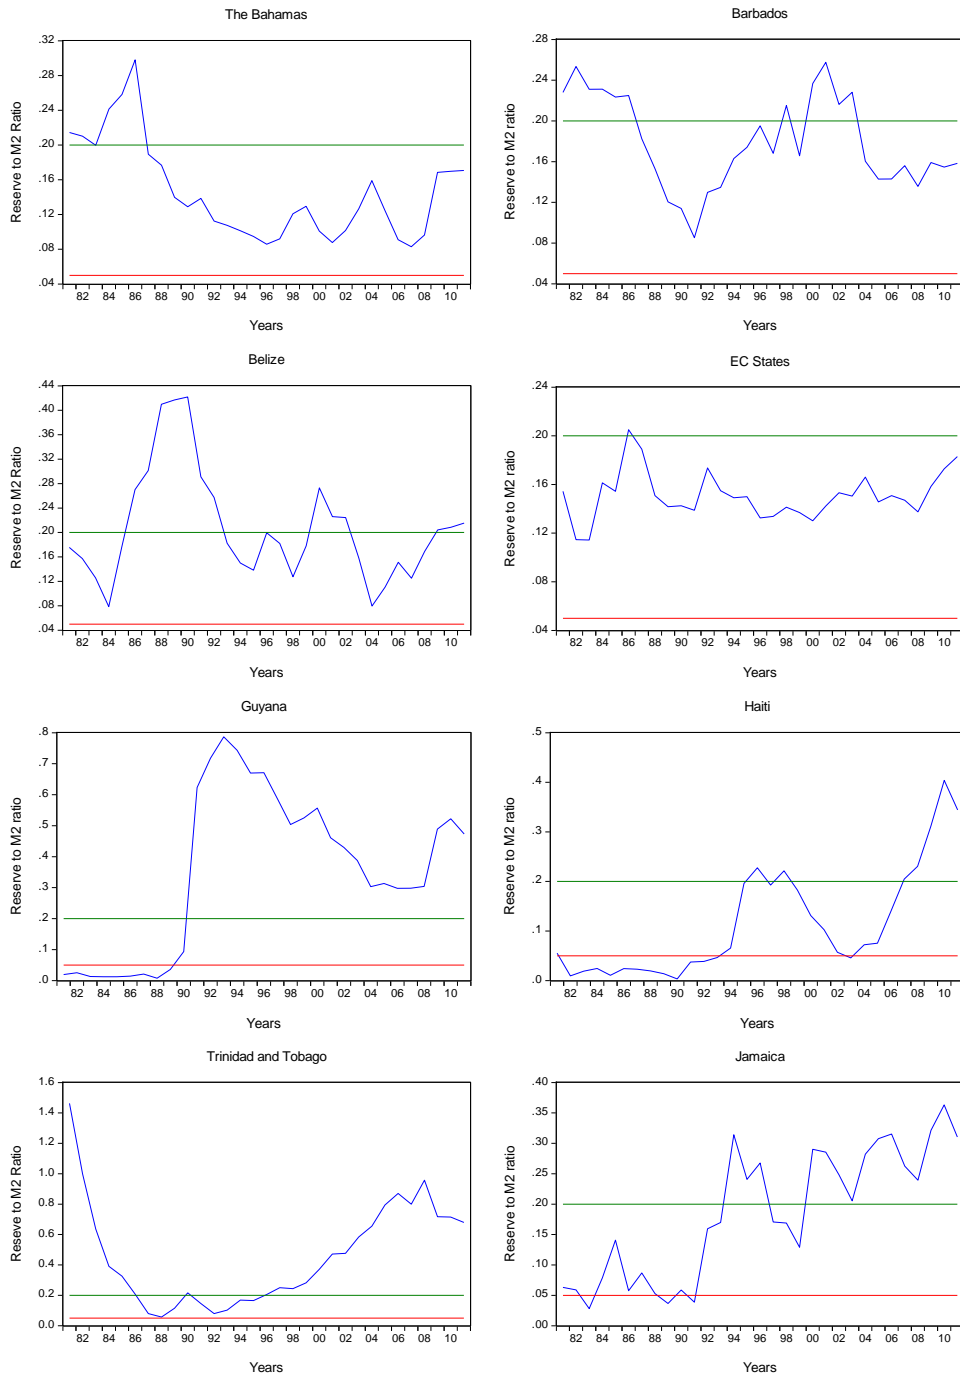 The Bahamas
Reserve to M2 Ratio
.32
.28
.24
.20
.16
.12
.08
.04
82 84 86 88 90 92 94 96 98 00 02 04 06 08 10
Years
Barbados
Reserve to M2 ratio
.28
.24
.20
.16
.12
.08
.04
82 84 86 88 90 92 94 96 98 00 02 04 06 08 10
Years
Belize
Reserve to M2 Ratio
.44
.40
.36
.32
.28
.24
.20
.16
.12
.08
.04
82 84 86 88 90 92 94 96 98 00 02 04 06 08 10
Years
EC States
Reserve to M2 ratio
.24
.20
.16
.12
.08
.04
82 84 86 88 90 92 94 96 98 00 02 04 06 08 10
Years
Guyana
Reserve to M2 ratio
.8
.7
.6
.5
.4
.3
.2
.1
.0
82 84 86 88 90 92 94 96 98 00 02 04 06 08 10
Years
Haiti
Reserve to M2 ratio
.5
.4
.3
.2
.1
.0
82 84 86 88 90 92 94 96 98 00 02 04 06 08 10
Years
Trinidad and Tobago
Reseve to M2 Ratio
1.6
1.4
1.2
1.0
0.8
0.6
0.4
0.2
0.0
82 84 86 88 90 92 94 96 98 00 02 04 06 08 10
Years
Jamaica
Reserve to M2 ratio
.40
.35
.30
.25
.20
.15
.10
.05
.00
82 84 86 88 90 92 94 96 98 00 02 04 06 08 10
Years